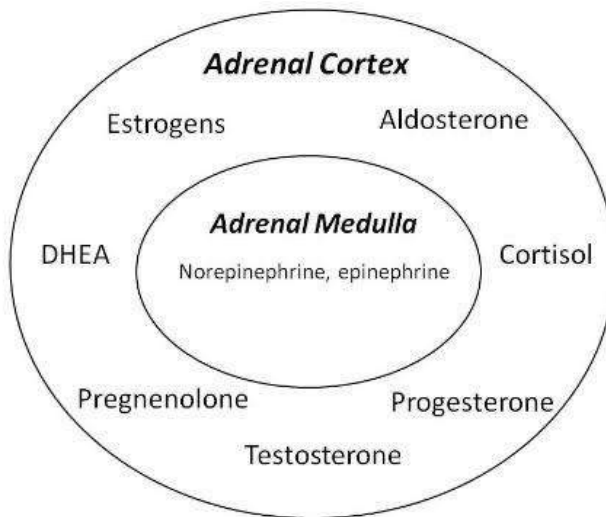 Adrenal Cortex
Estrogens
Aldosterone
Adrenal Medulla
Norepinephrine, epinephrine
DHEA
Cortisol
Pregnenolone
Progesterone
Testosterone